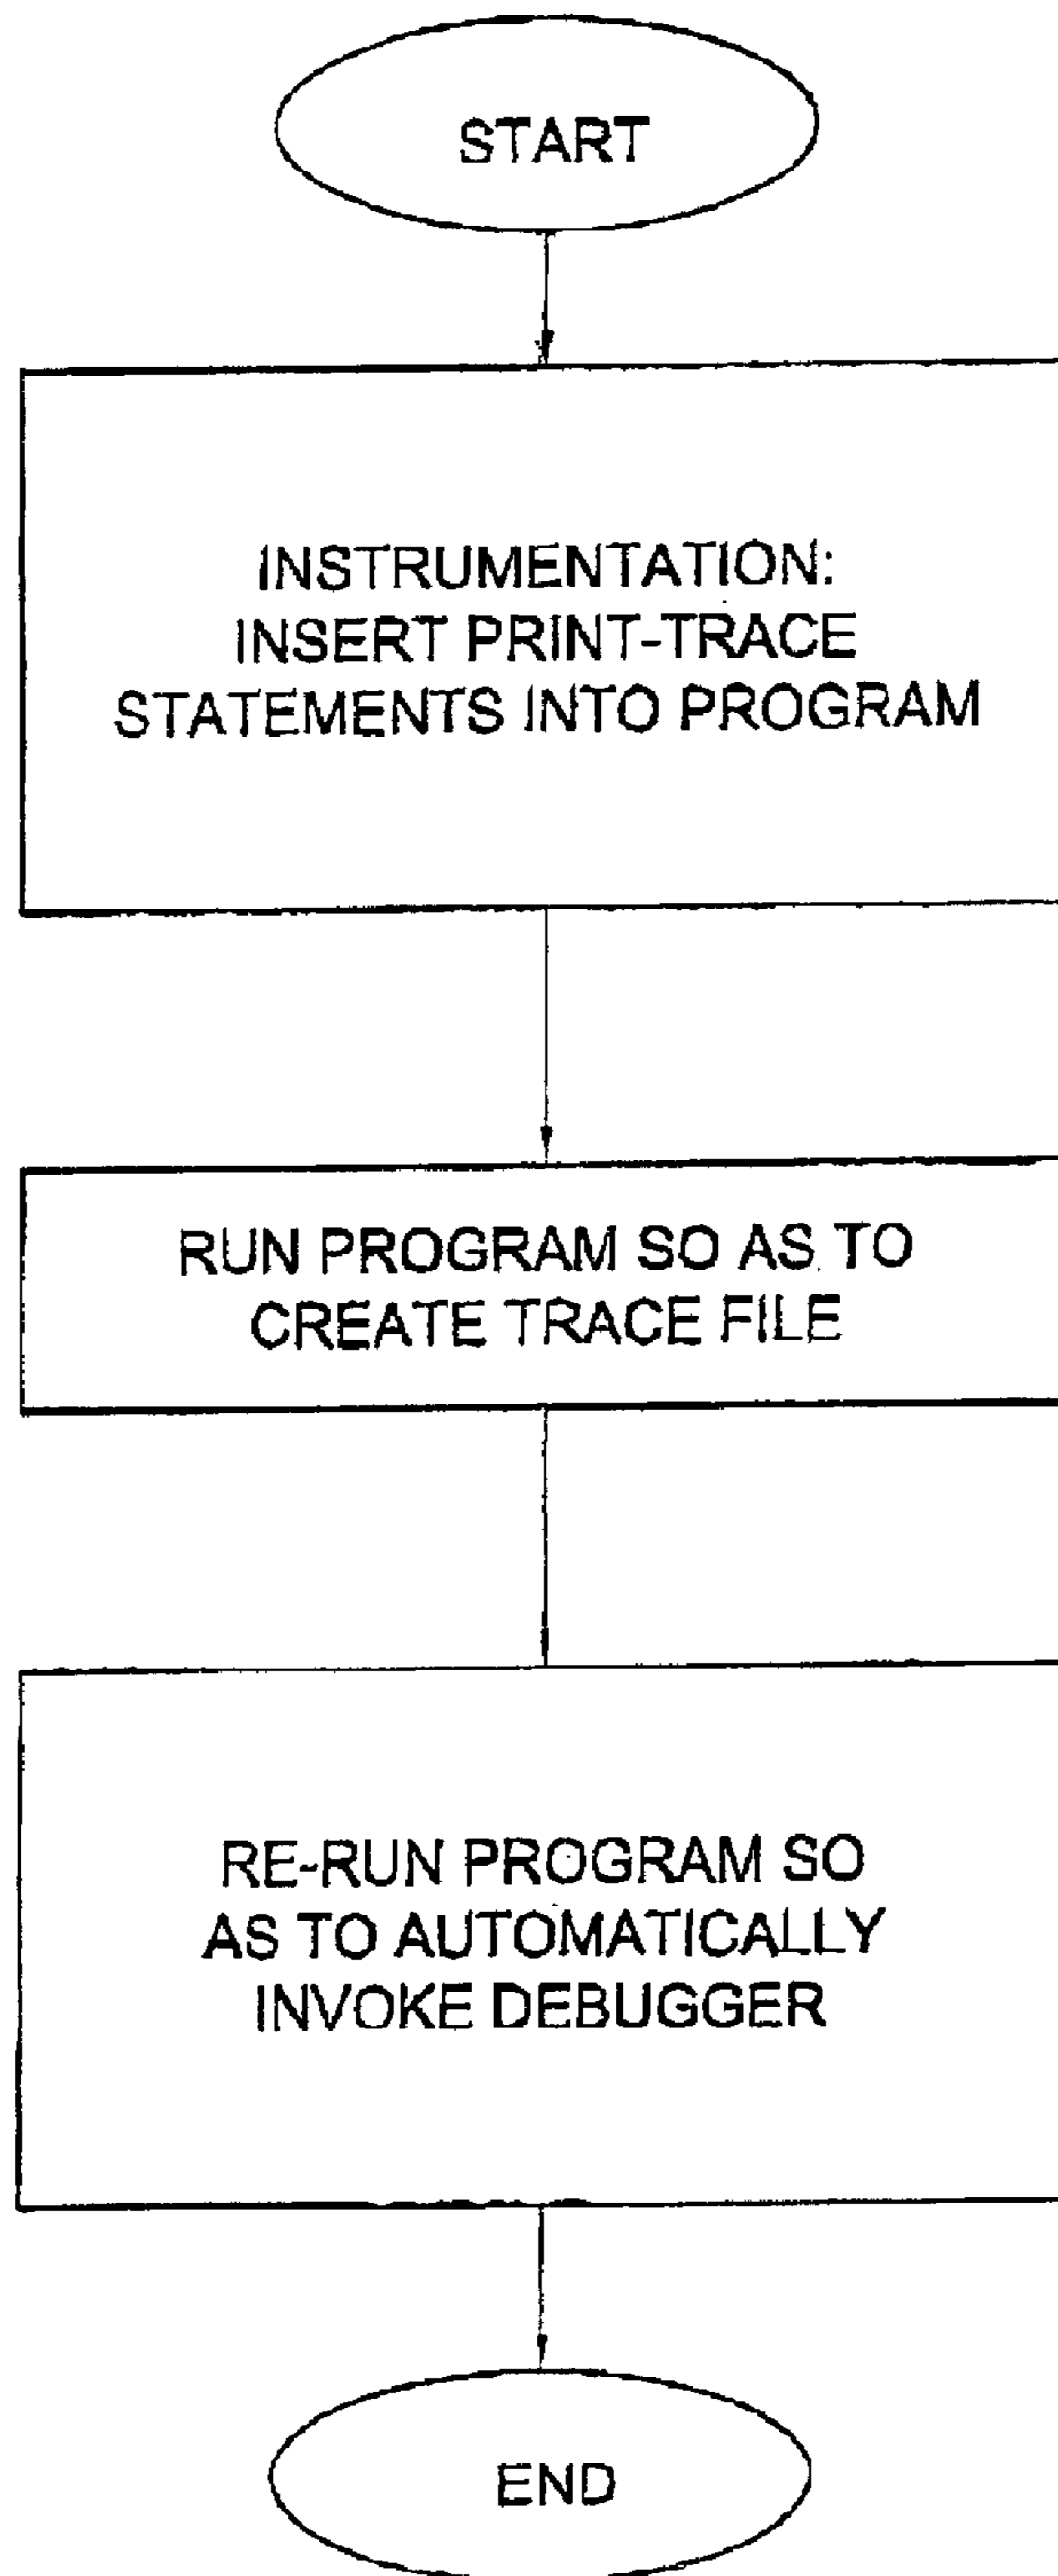 START
INSTRUMENTATION:
INSERT PRINT-TRACE
STATEMENTS INTO PROGRAM
RUN PROGRAM SO AS TO
CREATE TRACE FILE
RE-RUN PROGRAM SO
AS TO AUTOMATICALLY
INVOKE DEBUGGER
END